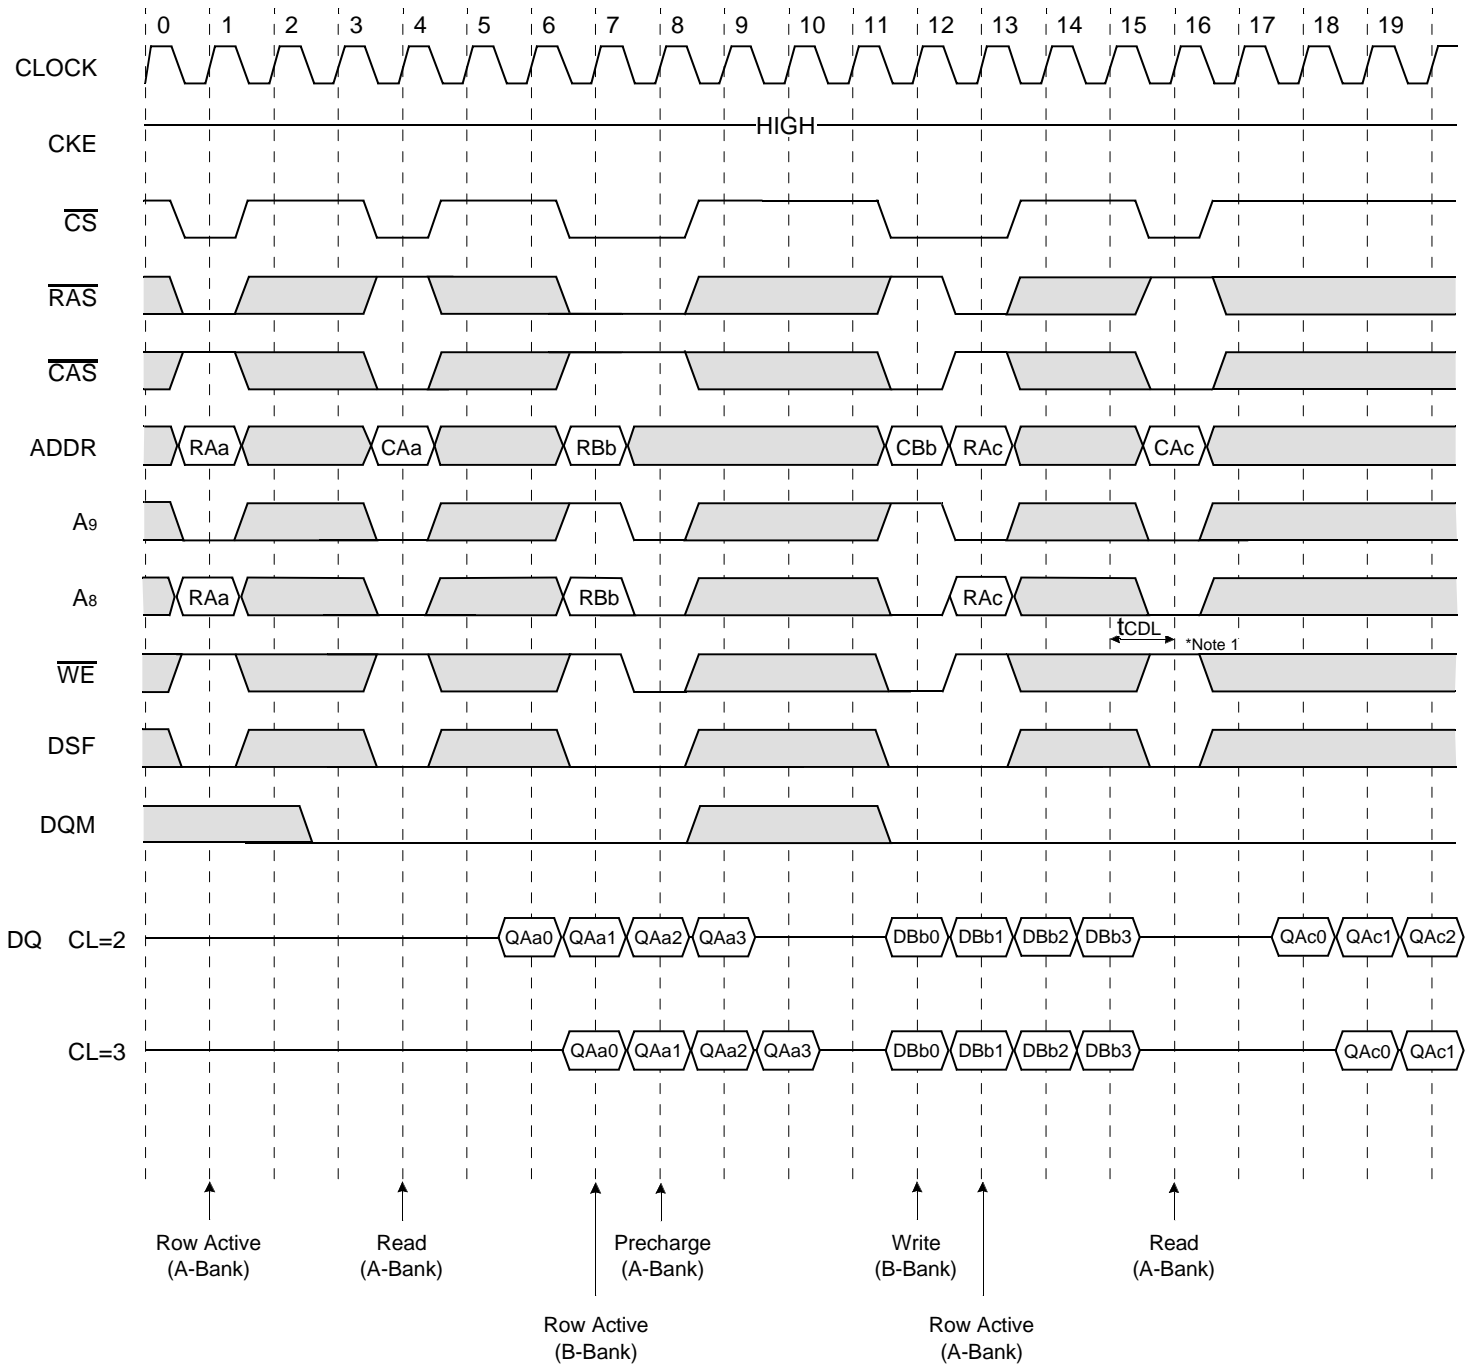 0 1 2 3 4 5 6 7 8 9 10 11 12 13 14 15 16 17 18 19
CLOCK
HIGH
CKE
CS
RAS
CAS
ADDR RAa CAa RBb CBb RAc CAc
A9
A8 RAa RBb RAc
tCDL *Note 1
WE
DSF
DQM
DQ CL=2 QAa0 QAa1 QAa2 QAa3 DBb0 DBb1 DBb2 DBb3 QAc0 QAc1 QAc2
CL=3 QAa0 QAa1 QAa2 QAa3 DBb0 DBb1 DBb2 DBb3 QAc0 QAc1
Row Active Read Precharge Write Read
(A-Bank) (A-Bank) (A-Bank) (B-Bank) (A-Bank)
Row Active Row Active
(B-Bank) (A-Bank)